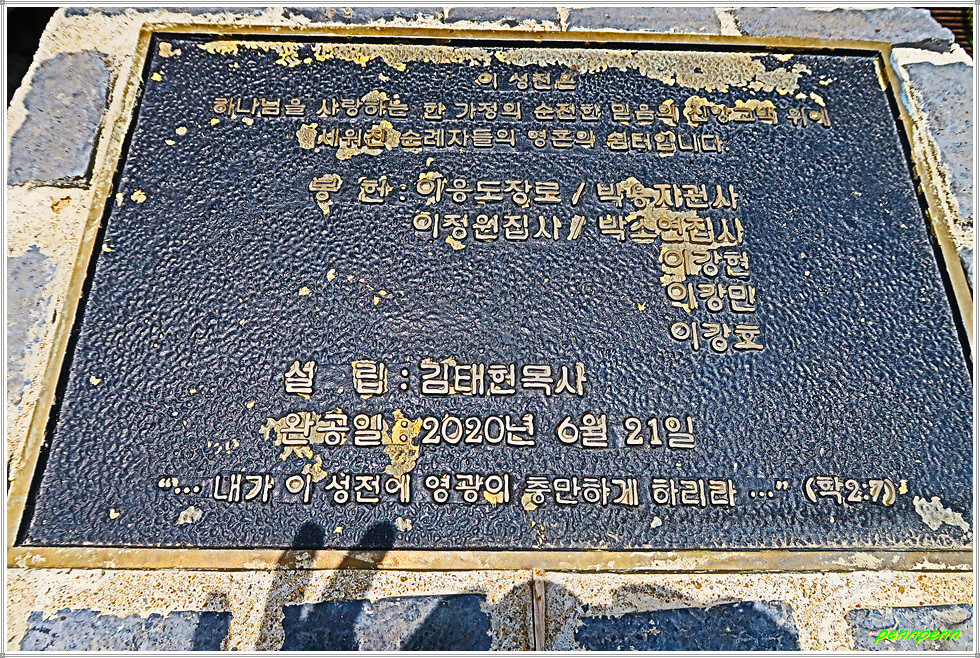 이 성전은
하나님을 사랑하는 한 가정의 순전한 믿음의 신앙고백 위에
세워진 순례자들의 영혼의 쉼터입니다
봉 헌 : 이응도장로 / 박용자권사
이정원집사 / 박소연집사
이강현
이강민
이강호
설 립 : 김태헌목사
완공일 : 2020년 6월 21일
“… 내가 이 성전에 영광이 충만하게 하리라 …” (학2:7)
pannpann